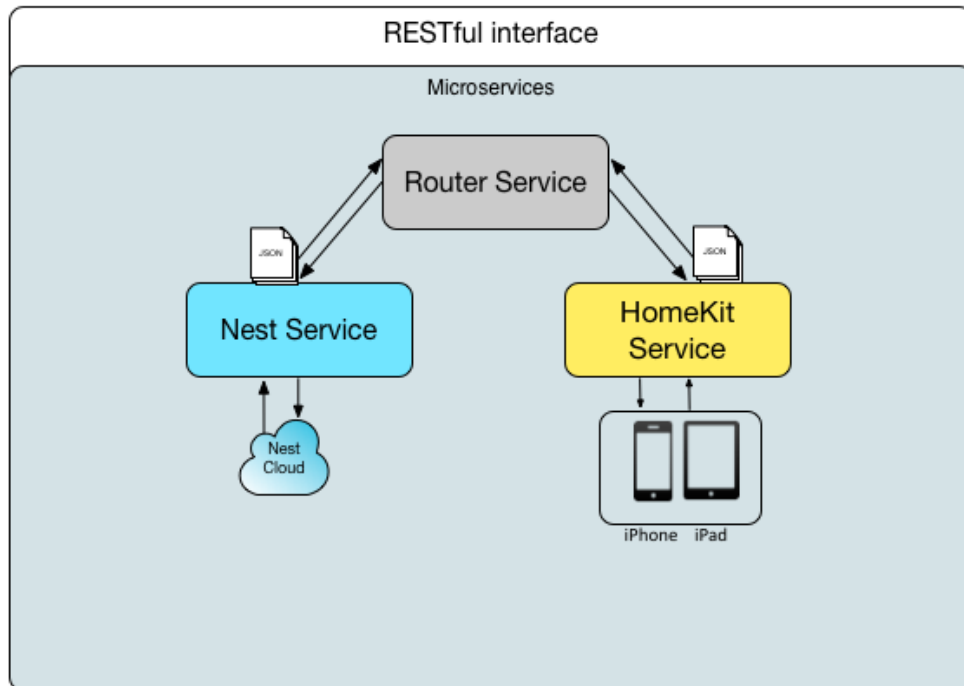 RESTful interface
Microservices
Router Service
JSON
JSON
Nest Service
HomeKit
Service
Nest
Cloud
iPhone
iPad